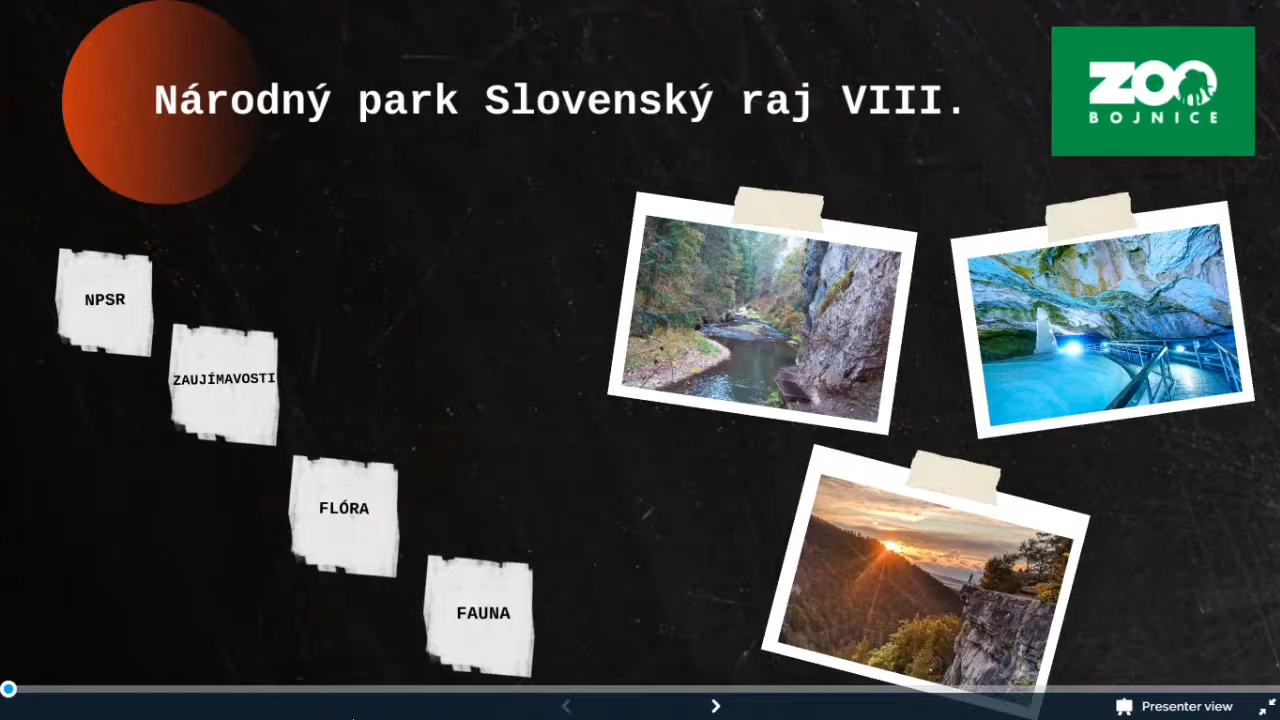 Národný park Slovenský raj VIII.
ZOO
BOJNICE
NPSR
ZAUJÍMAVOSTI
FLÓRA
FAUNA
Presenter view